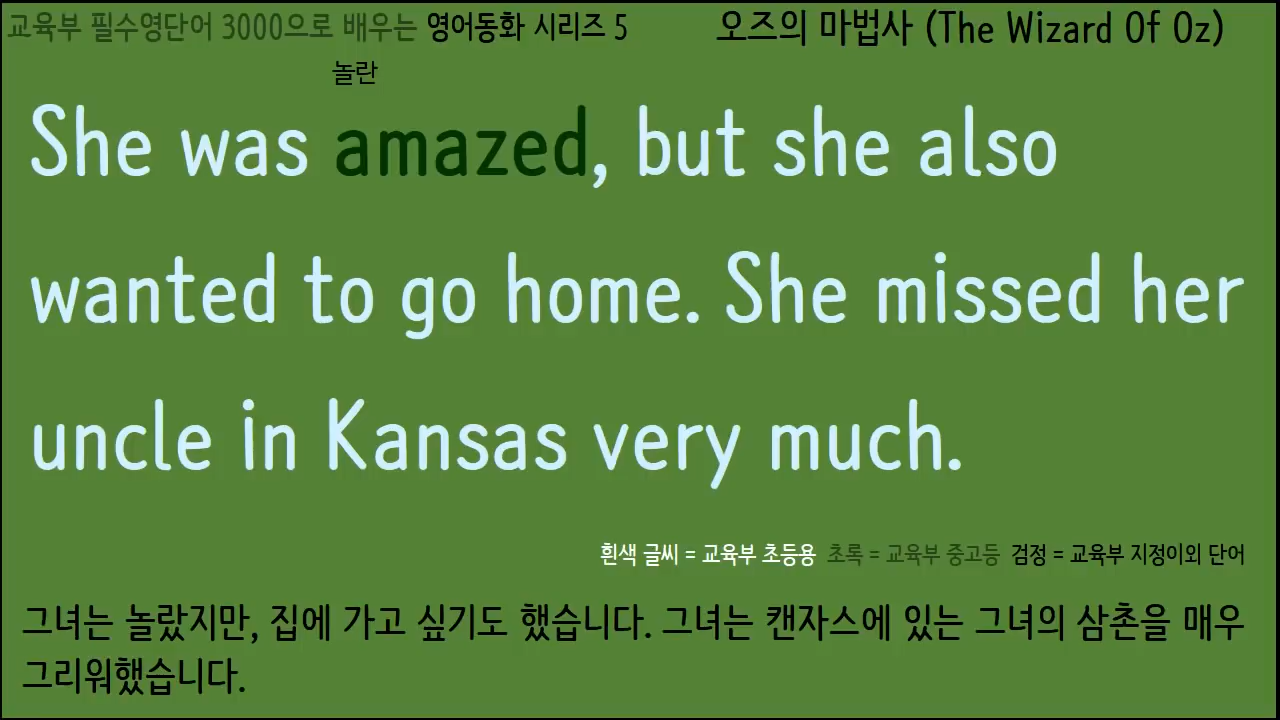 교육부 필수영단어 3000으로 배우는 영어동화 시리즈 5 오즈의 마법사 (The Wizard Of Oz)
놀란
She was amazed, but she also
wanted to go home. She missed her
uncle in Kansas very much.
흰색 글씨 = 교육부 초등용 초록 = 교육부 중고등 검정 = 교육부 지정이외 단어
그녀는 놀랐지만, 집에 가고 싶기도 했습니다. 그녀는 캔자스에 있는 그녀의 삼촌을 매우
그리워했습니다.